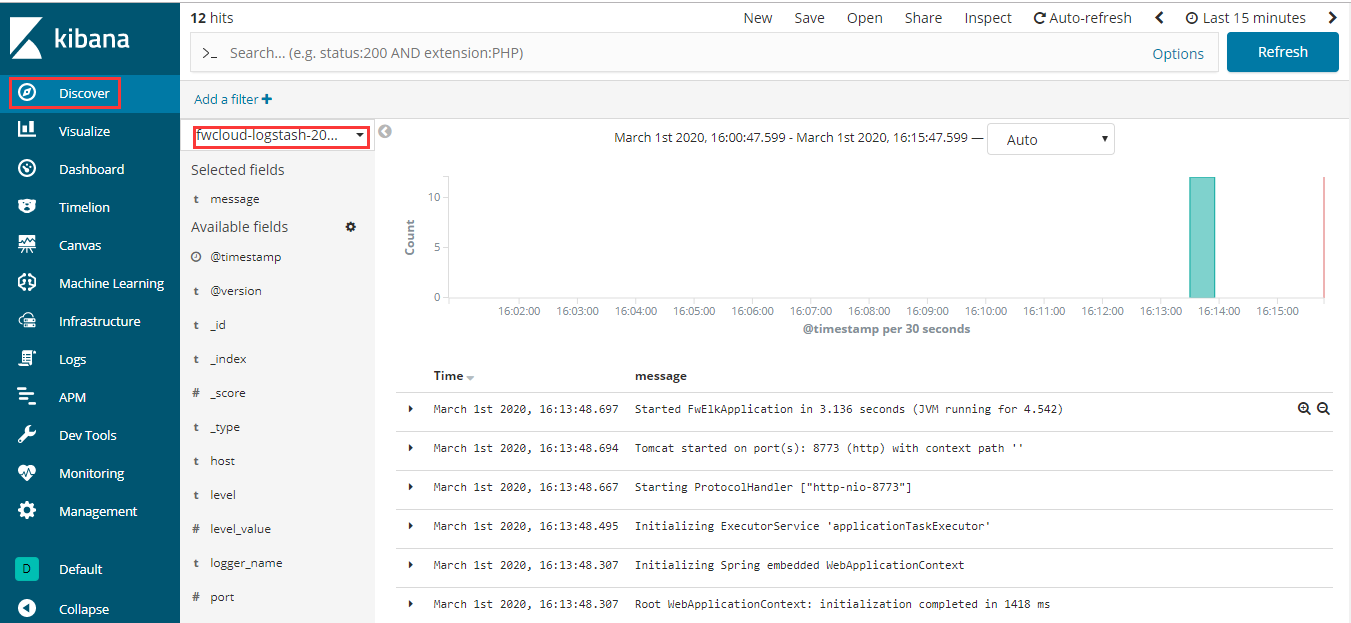 kibana
Discover
Visualize
Dashboard
Timelion
Canvas
Machine Learning
Infrastructure
Logs
APM
Dev Tools
Monitoring
Management
D Default
Collapse
12 hits
New Save Open Share Inspect Auto-refresh Last 15 minutes
>_ Search... (e.g. status:200 AND extension:PHP) Options Refresh
Add a filter +
fwcloud-logstash-20...
Selected fields
t message
Available fields
@timestamp
t @version
t _id
t _index
# _score
t _type
t host
t level
# level_value
t logger_name
# port
March 1st 2020, 16:00:47.599 - March 1st 2020, 16:15:47.599 — Auto
Count
10
5
0
16:02:00 16:03:00 16:04:00 16:05:00 16:06:00 16:07:00 16:08:00 16:09:00 16:10:00 16:11:00 16:12:00 16:13:00 16:14:00 16:15:00
@timestamp per 30 seconds
Time message
March 1st 2020, 16:13:48.697 Started FwElkApplication in 3.136 seconds (JVM running for 4.542)
March 1st 2020, 16:13:48.694 Tomcat started on port(s): 8773 (http) with context path ''
March 1st 2020, 16:13:48.667 Starting ProtocolHandler ["http-nio-8773"]
March 1st 2020, 16:13:48.495 Initializing ExecutorService 'applicationTaskExecutor'
March 1st 2020, 16:13:48.307 Initializing Spring embedded WebApplicationContext
March 1st 2020, 16:13:48.307 Root WebApplicationContext: initialization completed in 1418 ms